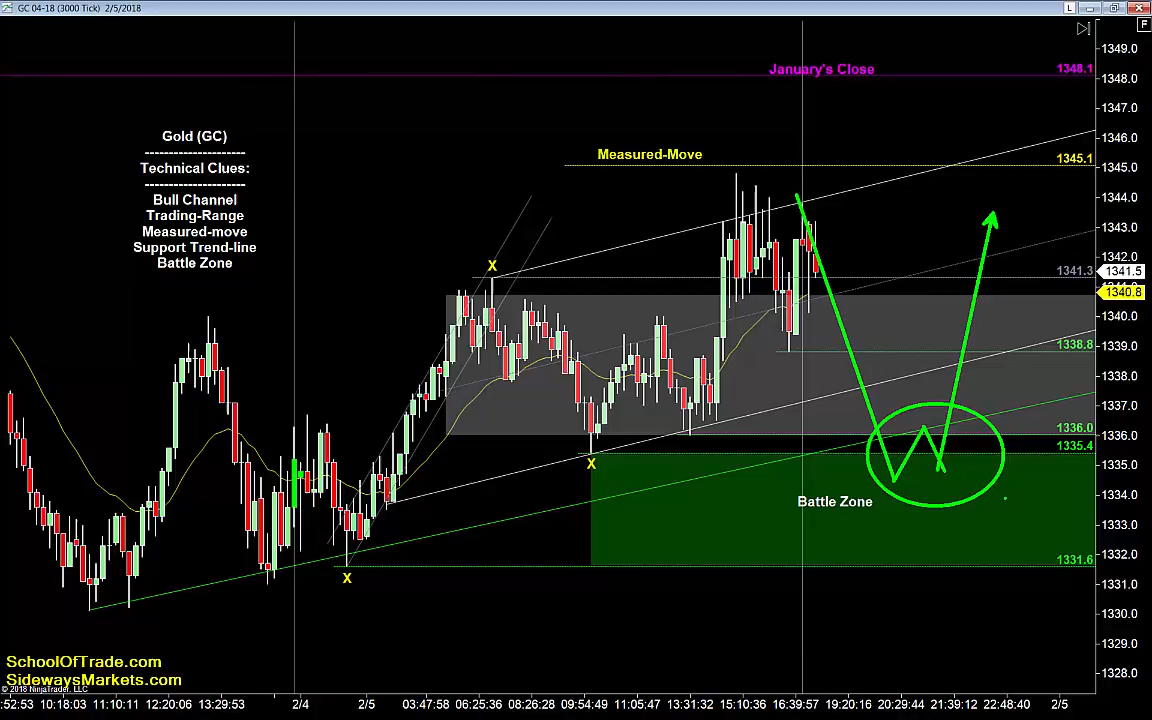 GC 04-18 (3000 Tick) 2/5/2018
L
F
1349.0
January's Close
1348.1
1348.0
1347.0
Gold (GC)
--------------------
Technical Clues:
--------------------
Bull Channel
Trading-Range
Measured-move
Support Trend-line
Battle Zone
1346.0
Measured-Move
1345.1
1345.0
1344.0
1343.0
1342.0
X
1341.3
1341.5
1340.8
1340.0
1339.0
1338.8
1338.0
1337.0
1336.0
1336.0
1335.4
X
1335.0
Battle Zone
1334.0
1333.0
1332.0
1331.6
X
1331.0
1330.0
1329.0
1328.0
SchoolOfTrade.com
SidewaysMarkets.com
© 2018 NinjaTrader, LLC
:52:53 10:18:03 11:10:11 12:20:06 13:29:53 2/4 2/5 03:47:58 06:25:36 08:26:28 09:54:49 11:05:47 13:31:32 15:10:36 16:39:57 19:20:16 20:29:44 21:39:12 22:48:40 2/5